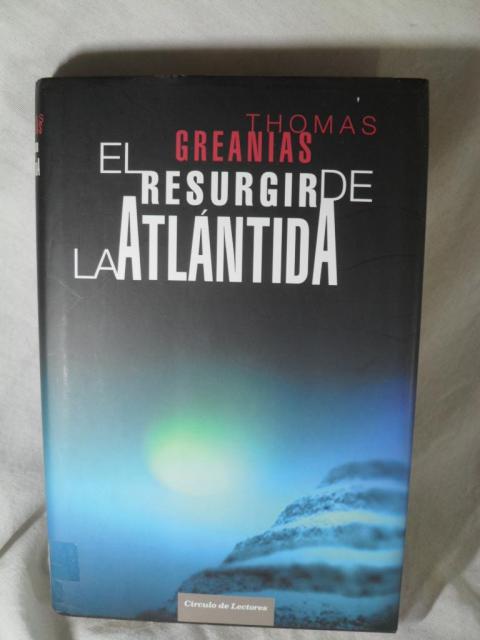 THOMAS
GREANIAS
EL
RESURGIR DE
LA ATLÁNTIDA
Círculo de Lectores